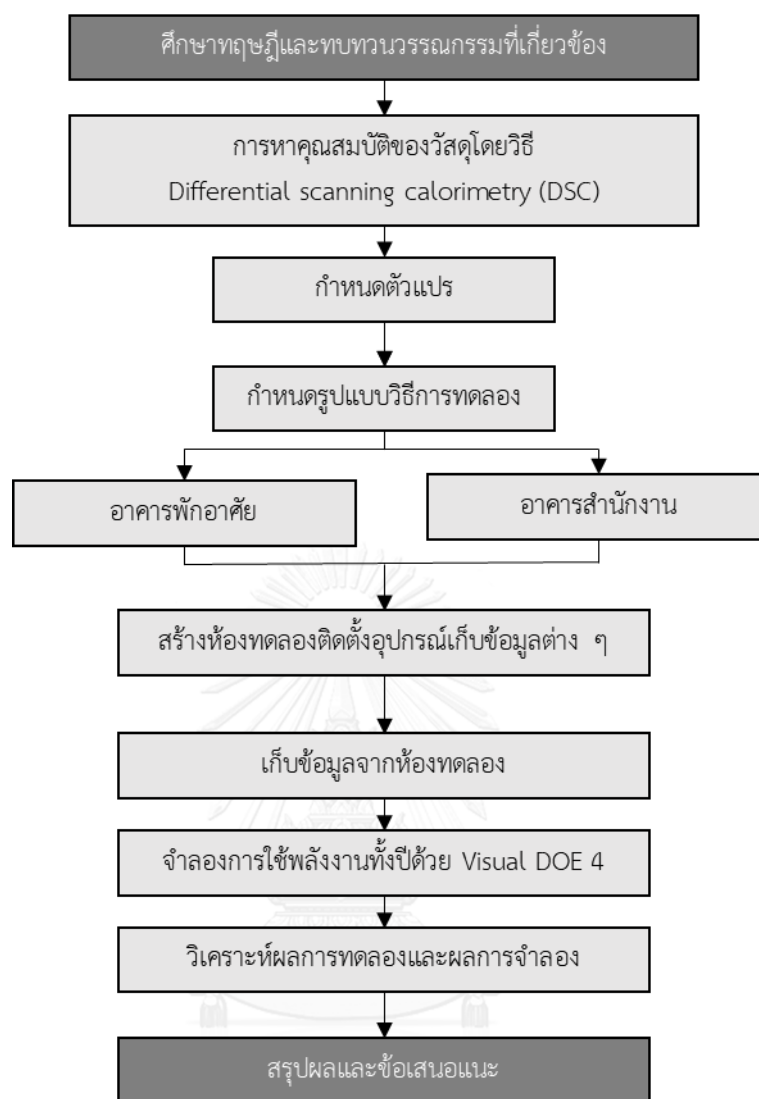 ศึกษาทฤษฎีและทบทวนวรรณกรรมที่เกี่ยวข้อง
การหาคุณสมบัติของวัสดุโดยวิธี
Differential scanning calorimetry (DSC)
กำหนดตัวแปร
กำหนดรูปแบบวิธีการทดลอง
อาคารพักอาศัย
อาคารสำนักงาน
สร้างห้องทดลองติดตั้งอุปกรณ์เก็บข้อมูลต่าง ๆ
เก็บข้อมูลจากห้องทดลอง
จำลองการใช้พลังงานทั้งปีด้วย Visual DOE 4
วิเคราะห์ผลการทดลองและผลการจำลอง
สรุปผลและข้อเสนอแนะ